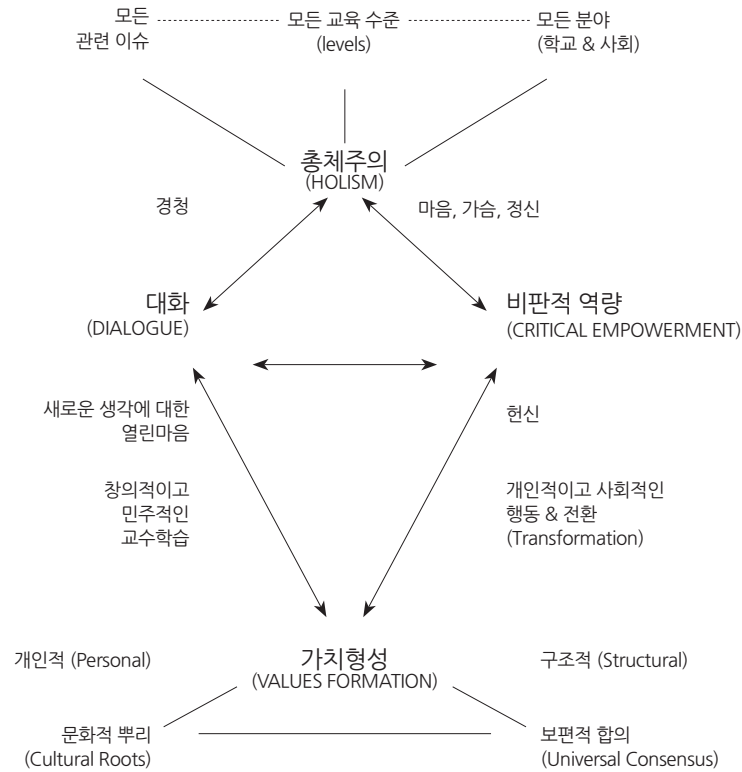 모든
관련 이슈
모든 교육 수준
(levels)
모든 분야
(학교 & 사회)
총체주의
(HOLISM)
경청
마음, 가슴, 정신
대화
(DIALOGUE)
비판적 역량
(CRITICAL EMPOWERMENT)
새로운 생각에 대한
열린마음
헌신
창의적이고
민주적인
교수학습
개인적이고 사회적인
행동 & 전환
(Transformation)
개인적 (Personal)
가치형성
(VALUES FORMATION)
구조적 (Structural)
문화적 뿌리
(Cultural Roots)
보편적 합의
(Universal Consensus)